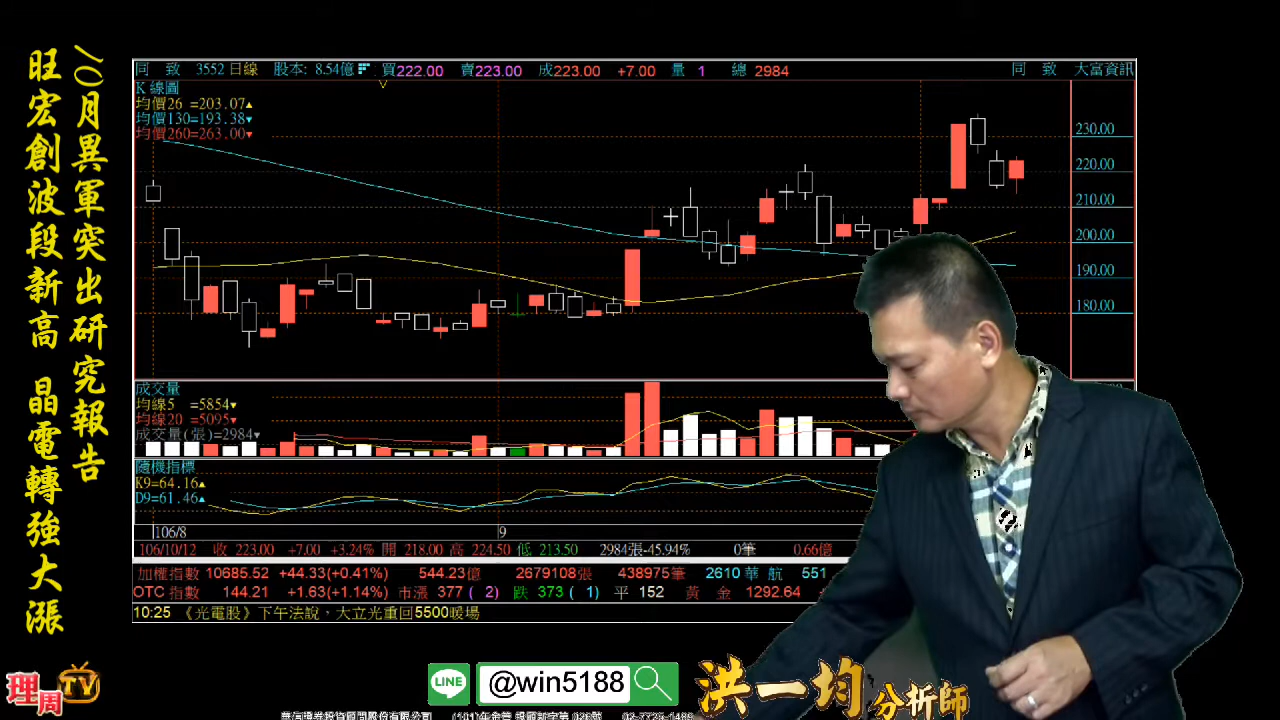 10月異軍突出研究報告
旺宏創波段新高 晶電轉強大漲
同 致 3552 日線 股本: 8.54億 買222.00 賣223.00 成223.00 +7.00 量 1 總 2984 同 致 大富資訊
K 線圖
均價26 =203.07▲
均價130=193.38▼
均價260=263.00▼
230.00
220.00
210.00
200.00
190.00
180.00
成交量
均線5 =5854▼
均線20 =5095▼
成交量(張)=2984▼
隨機指標
K9=64.16▲
D9=61.46▲
106/8 9
106/10/12 收 223.00 +7.00 +3.24% 開 218.00 高 224.50 低 213.50 2984張-45.94% 0筆 0.66億
加權指數 10685.52 +44.33(+0.41%) 544.23億 2679108張 438975筆 2610 華 航 551
OTC 指數 144.21 +1.63(+1.14%) 市漲 377 ( 2) 跌 373 ( 1) 平 152 黃 金 1292.64
10:25 《光電股》下午法說，大立光重回5500暖場
理周TV
LINE @win5188
洪一均 分析師